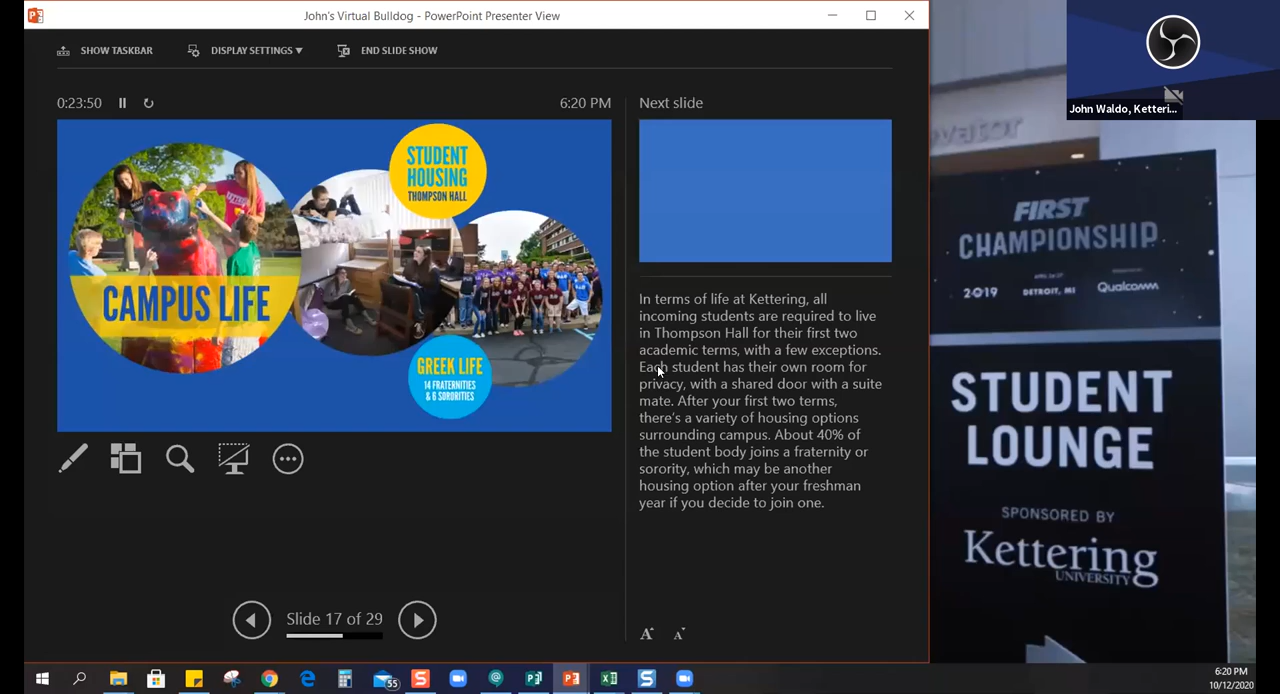 John's Virtual Bulldog - PowerPoint Presenter View
SHOW TASKBAR
DISPLAY SETTINGS ▼
END SLIDE SHOW
0:23:50
6:20 PM
Next slide
STUDENT
HOUSING
THOMPSON HALL
CAMPUS LIFE
GREEK LIFE
14 FRATERNITIES
& 6 SORORITIES
In terms of life at Kettering, all
incoming students are required to live
in Thompson Hall for their first two
academic terms, with a few exceptions.
Each student has their own room for
privacy, with a shared door with a suite
mate. After your first two terms,
there's a variety of housing options
surrounding campus. About 40% of
the student body joins a fraternity or
sorority, which may be another
housing option after your freshman
year if you decide to join one.
Slide 17 of 29
John Waldo, Ketteri...
FIRST
CHAMPIONSHIP
2019
DETROIT, MI
Qualcomm
STUDENT
LOUNGE
SPONSORED BY
Kettering
UNIVERSITY
55
6:20 PM
10/12/2020